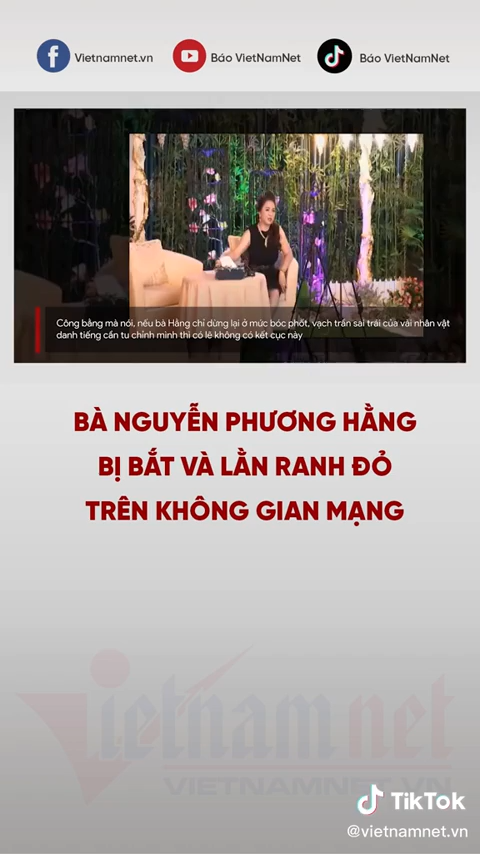 Vietnamnet.vn
Báo VietNamNet
Báo VietNamNet
Công bằng mà nói, nếu bà Hằng chỉ dừng lại ở mức bóc phốt, vạch trần sai trái của vài nhân vật
danh tiếng cần tu chỉnh mình thì có lẽ không có kết cục này
BÀ NGUYỄN PHƯƠNG HẰNG
BỊ BẮT VÀ LẰN RANH ĐỎ
TRÊN KHÔNG GIAN MẠNG
Vietnamnet
VIETNAMNET.VN
TikTok
@vietnamnet.vn